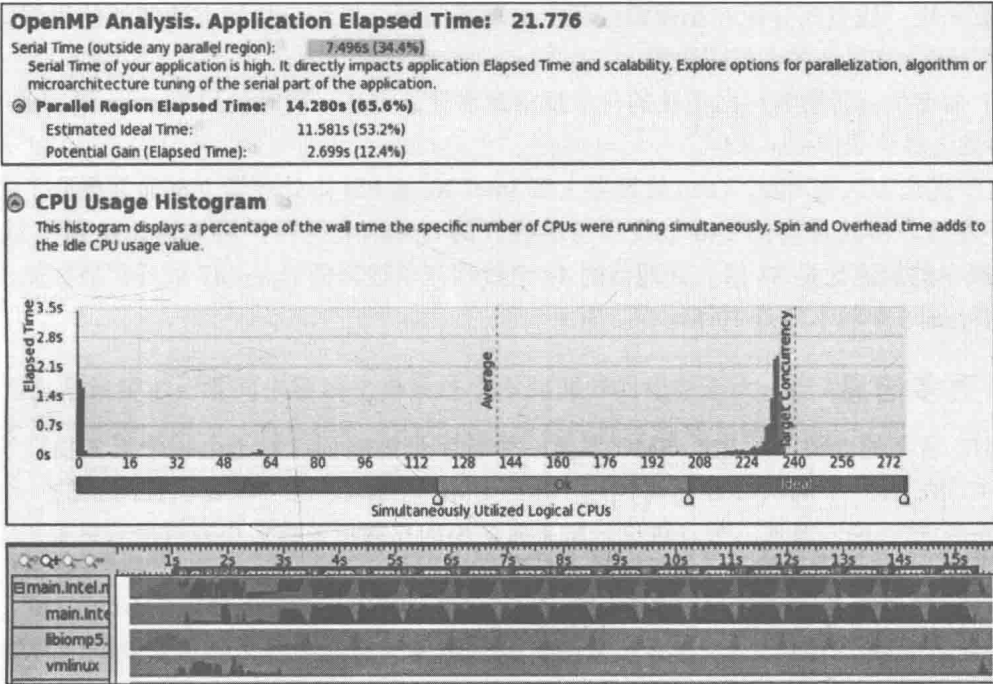 OpenMP Analysis. Application Elapsed Time: 21.776
Serial Time (outside any parallel region): 7.496s (34.4%)
Serial Time of your application is high. It directly impacts application Elapsed Time and scalability. Explore options for parallelization, algorithm or
microarchitecture tuning of the serial part of the application.
Parallel Region Elapsed Time: 14.280s (65.6%)
Estimated Ideal Time: 11.581s (53.2%)
Potential Gain (Elapsed Time): 2.699s (12.4%)
CPU Usage Histogram
This histogram displays a percentage of the wall time the specific number of CPUs were running simultaneously. Spin and Overhead time adds to
the Idle CPU usage value.
Elapsed Time
3.5s
2.8s
2.1s
1.4s
0.7s
0s
Average
Target Concurrency
0 16 32 48 64 80 96 112 128 144 160 176 192 208 224 240 256 272
Ok Ideal
Simultaneously Utilized Logical CPUs
1s 2s 3s 4s 5s 6s 7s 8s 9s 10s 11s 12s 13s 14s 15s
main.Intel.n
main.Inte
libiomp5.
vmlinux